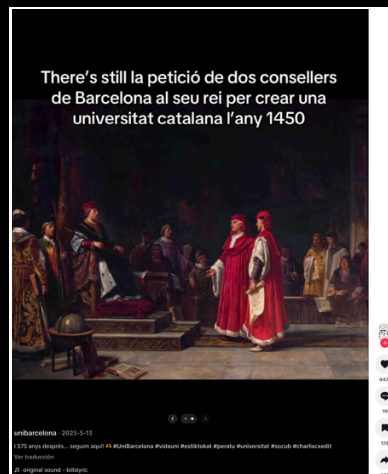 There's still la petició de dos consellers
de Barcelona al seu rei per crear una
universitat catalana l'any 1450
unibarcelona · 2025-5-13
I 575 anys després... seguim aquí! #UniBarcelona #vidauni #estiktokat #peratu #universitat #socub #charlixcxedit
Ver traducción
original sound - billslyric